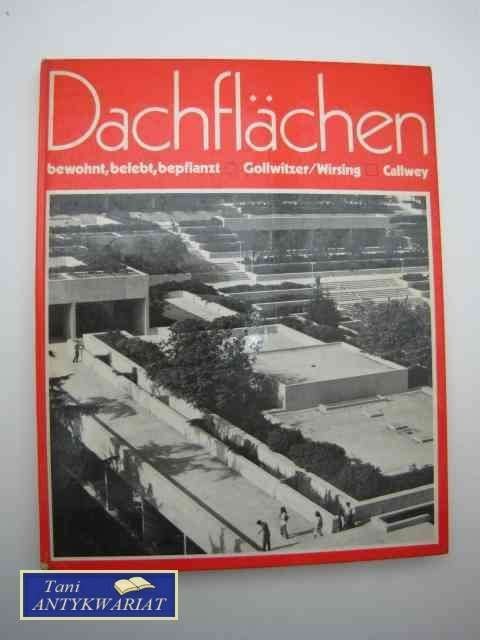 Dachflächen
bewohnt, belebt, bepflanzt □ Gollwitzer/Wirsing □ Callwey
Tani
ANTYKWARIAT